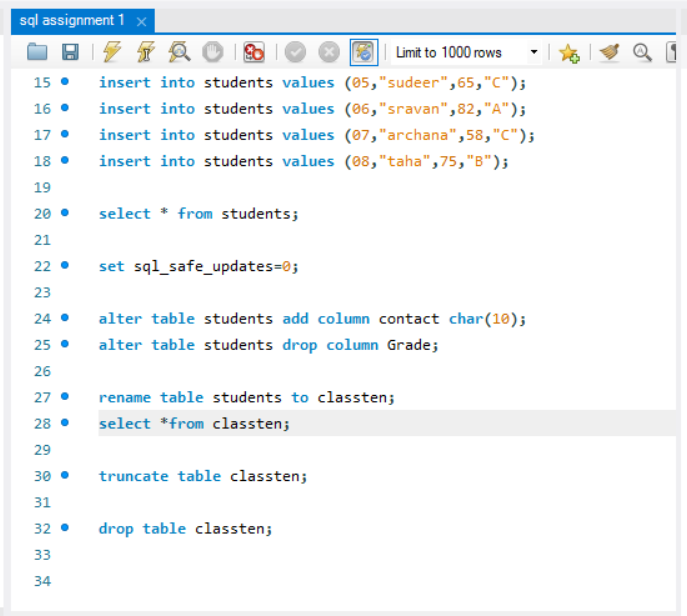 sql assignment 1
Limit to 1000 rows
15 insert into students values (05,"sudeer",65,"C");
16 insert into students values (06,"sravan",82,"A");
17 insert into students values (07,"archana",58,"C");
18 insert into students values (08,"taha",75,"B");
19
20 select * from students;
21
22 set sql_safe_updates=0;
23
24 alter table students add column contact char(10);
25 alter table students drop column Grade;
26
27 rename table students to classten;
28 select *from classten;
29
30 truncate table classten;
31
32 drop table classten;
33
34